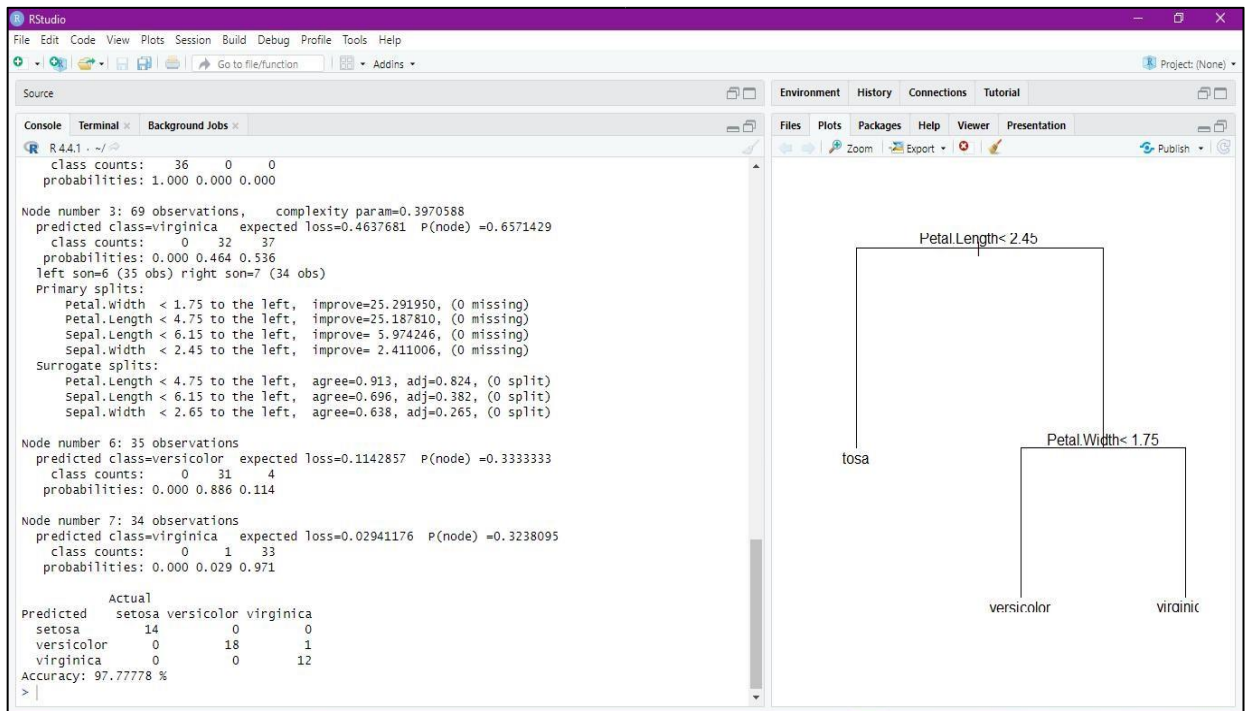 RStudio
File Edit Code View Plots Session Build Debug Profile Tools Help
Go to file/function Addins Project: (None)
Source
Console Terminal Background Jobs
R 4.4.1 · ~/
class counts: 36 0 0
probabilities: 1.000 0.000 0.000
Node number 3: 69 observations, complexity param=0.3970588
predicted class=virginica expected loss=0.4637681 P(node) =0.6571429
class counts: 0 32 37
probabilities: 0.000 0.464 0.536
left son=6 (35 obs) right son=7 (34 obs)
Primary splits:
Petal.Width < 1.75 to the left, improve=25.291950, (0 missing)
Petal.Length < 4.75 to the left, improve=25.187810, (0 missing)
Sepal.Length < 6.15 to the left, improve= 5.974246, (0 missing)
Sepal.Width < 2.45 to the left, improve= 2.411006, (0 missing)
Surrogate splits:
Petal.Length < 4.75 to the left, agree=0.913, adj=0.824, (0 split)
Sepal.Length < 6.15 to the left, agree=0.696, adj=0.382, (0 split)
Sepal.Width < 2.65 to the left, agree=0.638, adj=0.265, (0 split)
Node number 6: 35 observations
predicted class=versicolor expected loss=0.1142857 P(node) =0.3333333
class counts: 0 31 4
probabilities: 0.000 0.886 0.114
Node number 7: 34 observations
predicted class=virginica expected loss=0.02941176 P(node) =0.3238095
class counts: 0 1 33
probabilities: 0.000 0.029 0.971
Actual
Predicted setosa versicolor virginica
setosa 14 0 0
versicolor 0 18 1
virginica 0 0 12
Accuracy: 97.77778 %
>
Environment History Connections Tutorial
Files Plots Packages Help Viewer Presentation
Zoom Export Publish
Petal.Length< 2.45
Petal.Width< 1.75
tosa
versicolor
virginic